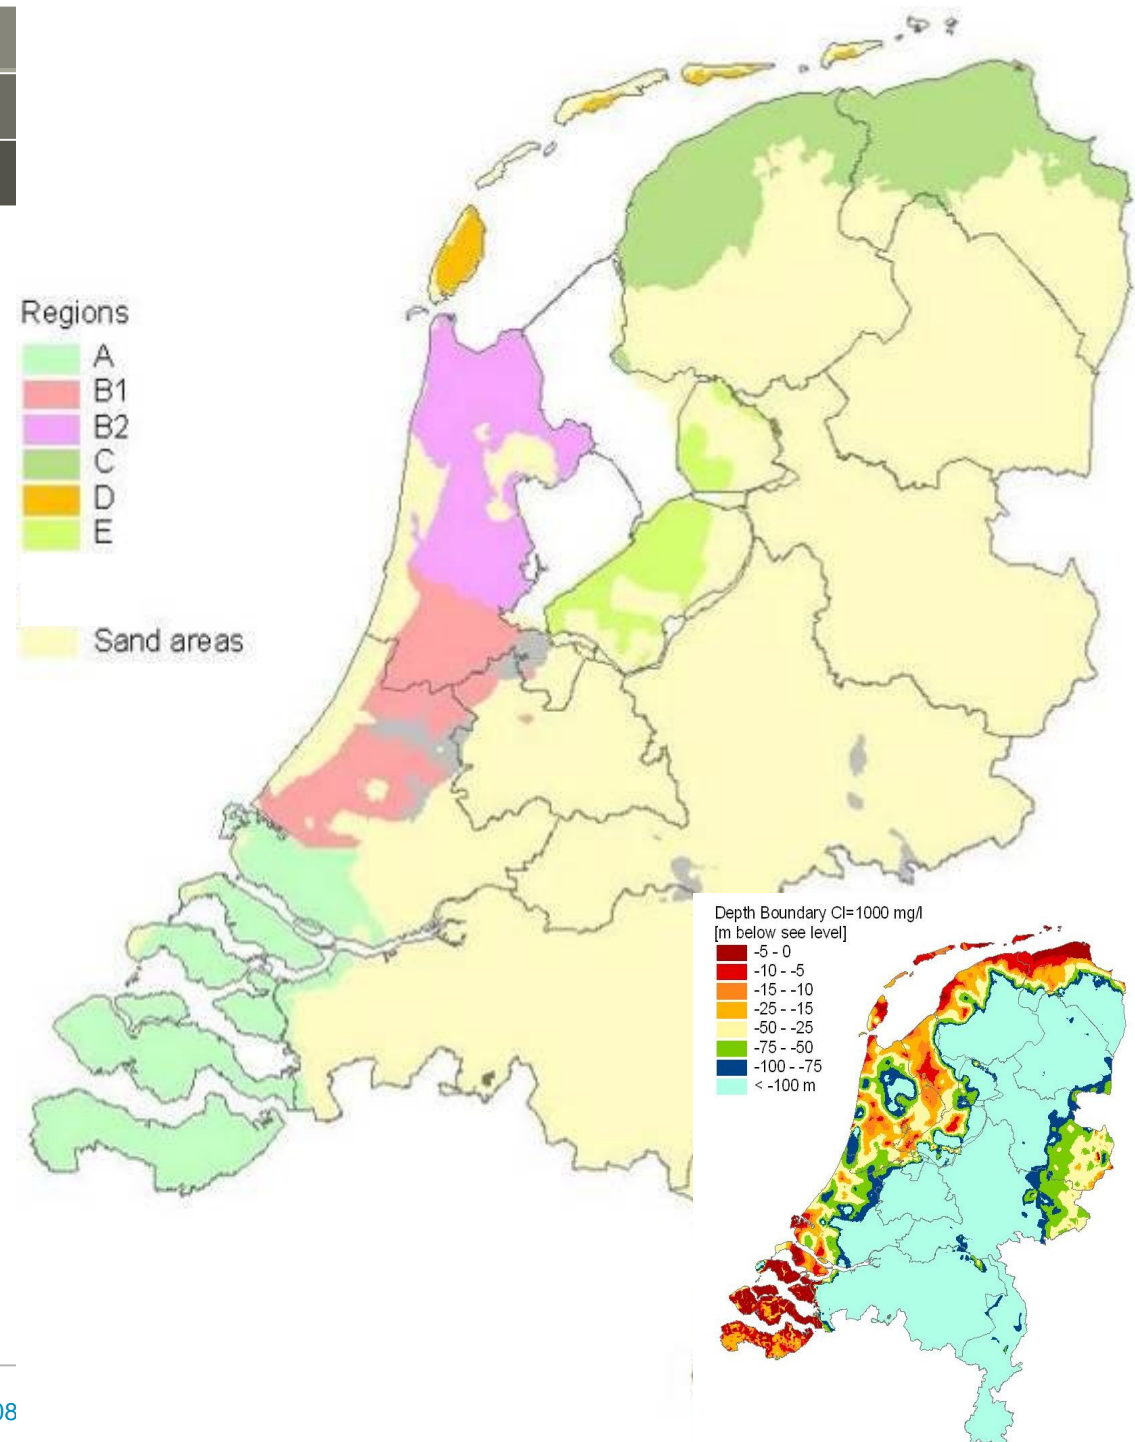 Regions
A
B1
B2
C
D
E
Sand areas
Depth Boundary Cl=1000 mg/l
[m below see level]
-5 - 0
-10 - -5
-15 - -10
-25 - -15
-50 - -25
-75 - -50
-100 - -75
< -100 m
08